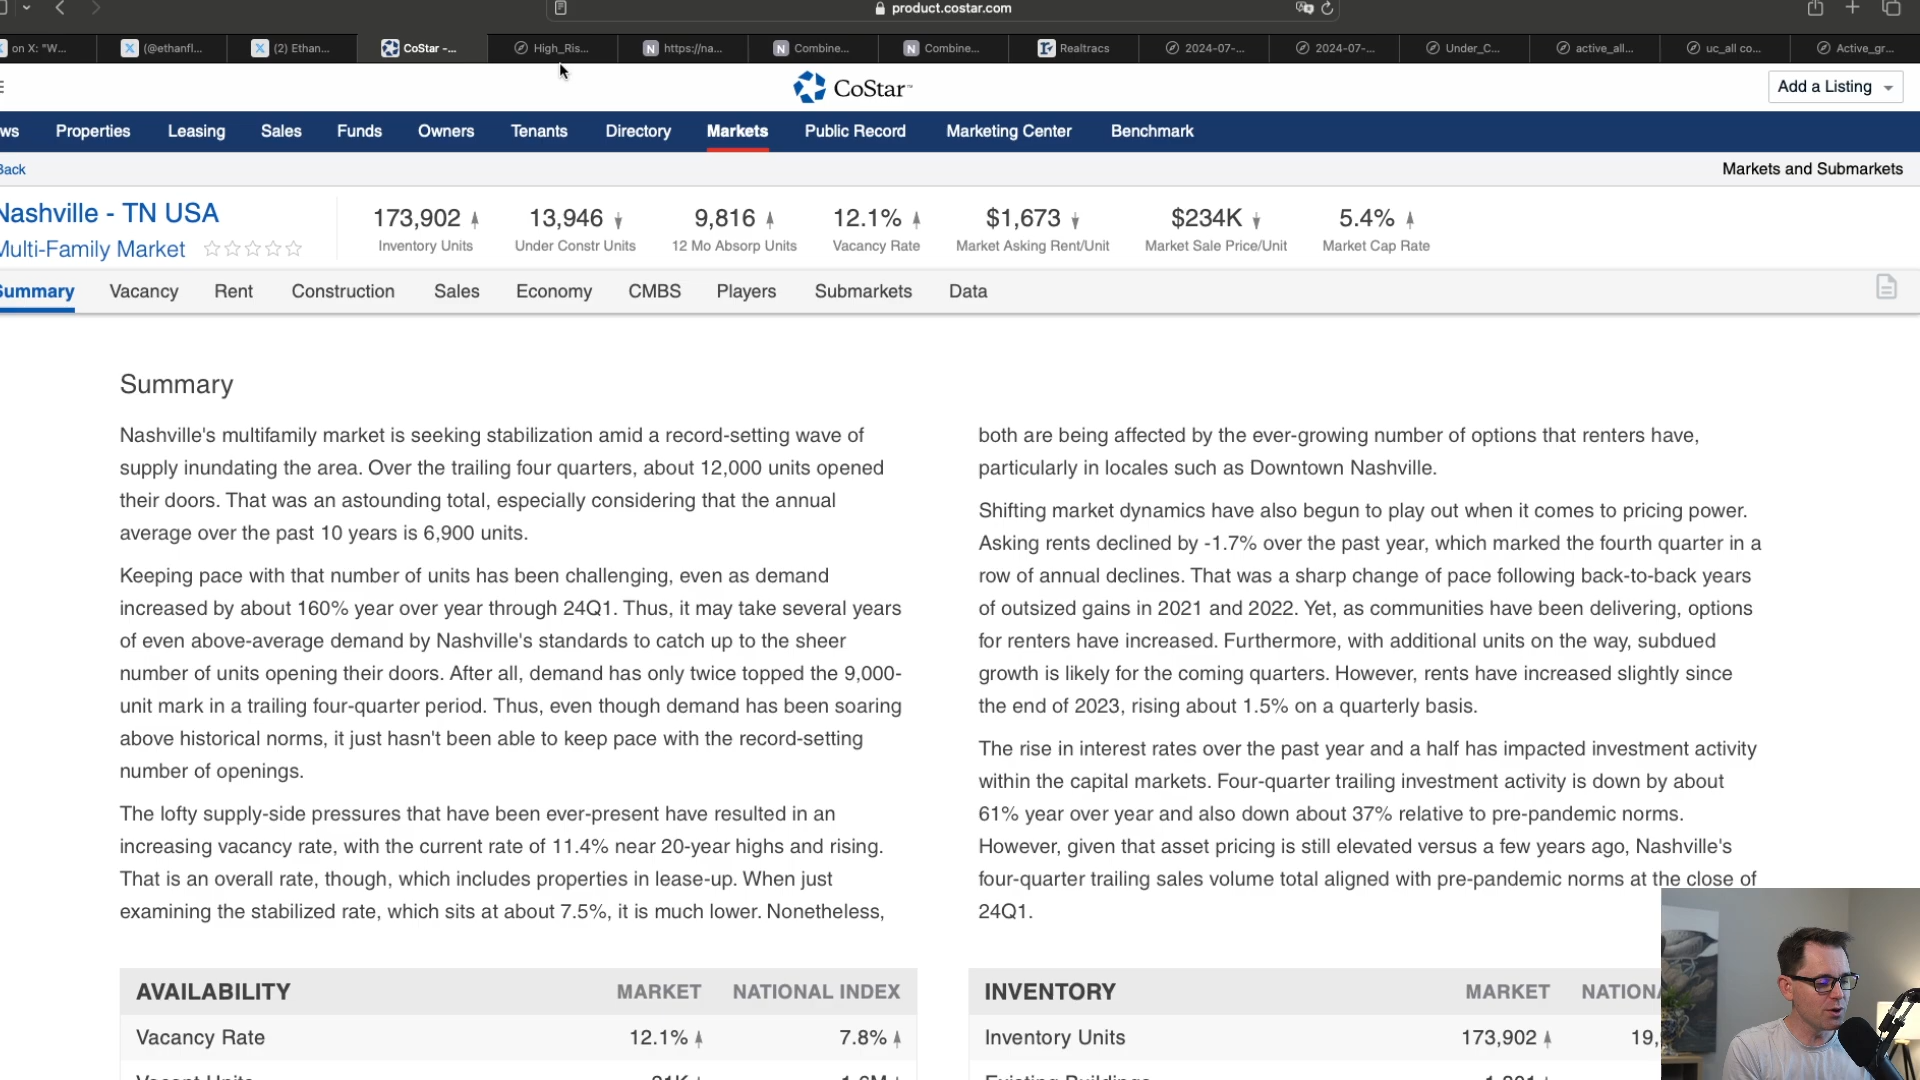 product.costar.com
on X: "W...
(@ethanfl...
(2) Ethan...
CoStar -...
High_Ris...
https://na...
Combine...
Combine...
Realtracs
2024-07-...
2024-07-...
Under_C...
active_all...
uc_all co...
Active_gr...
CoStar™
Add a Listing
ws
Properties
Leasing
Sales
Funds
Owners
Tenants
Directory
Markets
Public Record
Marketing Center
Benchmark
Back
Markets and Submarkets
Nashville - TN USA
Multi-Family Market
173,902
Inventory Units
13,946
Under Constr Units
9,816
12 Mo Absorp Units
12.1%
Vacancy Rate
$1,673
Market Asking Rent/Unit
$234K
Market Sale Price/Unit
5.4%
Market Cap Rate
Summary
Vacancy
Rent
Construction
Sales
Economy
CMBS
Players
Submarkets
Data
Summary
Nashville's multifamily market is seeking stabilization amid a record-setting wave of
supply inundating the area. Over the trailing four quarters, about 12,000 units opened
their doors. That was an astounding total, especially considering that the annual
average over the past 10 years is 6,900 units.
Keeping pace with that number of units has been challenging, even as demand
increased by about 160% year over year through 24Q1. Thus, it may take several years
of even above-average demand by Nashville's standards to catch up to the sheer
number of units opening their doors. After all, demand has only twice topped the 9,000-
unit mark in a trailing four-quarter period. Thus, even though demand has been soaring
above historical norms, it just hasn't been able to keep pace with the record-setting
number of openings.
The lofty supply-side pressures that have been ever-present have resulted in an
increasing vacancy rate, with the current rate of 11.4% near 20-year highs and rising.
That is an overall rate, though, which includes properties in lease-up. When just
examining the stabilized rate, which sits at about 7.5%, it is much lower. Nonetheless,
both are being affected by the ever-growing number of options that renters have,
particularly in locales such as Downtown Nashville.
Shifting market dynamics have also begun to play out when it comes to pricing power.
Asking rents declined by -1.7% over the past year, which marked the fourth quarter in a
row of annual declines. That was a sharp change of pace following back-to-back years
of outsized gains in 2021 and 2022. Yet, as communities have been delivering, options
for renters have increased. Furthermore, with additional units on the way, subdued
growth is likely for the coming quarters. However, rents have increased slightly since
the end of 2023, rising about 1.5% on a quarterly basis.
The rise in interest rates over the past year and a half has impacted investment activity
within the capital markets. Four-quarter trailing investment activity is down by about
61% year over year and also down about 37% relative to pre-pandemic norms.
However, given that asset pricing is still elevated versus a few years ago, Nashville's
four-quarter trailing sales volume total aligned with pre-pandemic norms at the close of
24Q1.
AVAILABILITY MARKET NATIONAL INDEX
Vacancy Rate 12.1% 7.8%
INVENTORY MARKET NATIONA
Inventory Units 173,902 19,